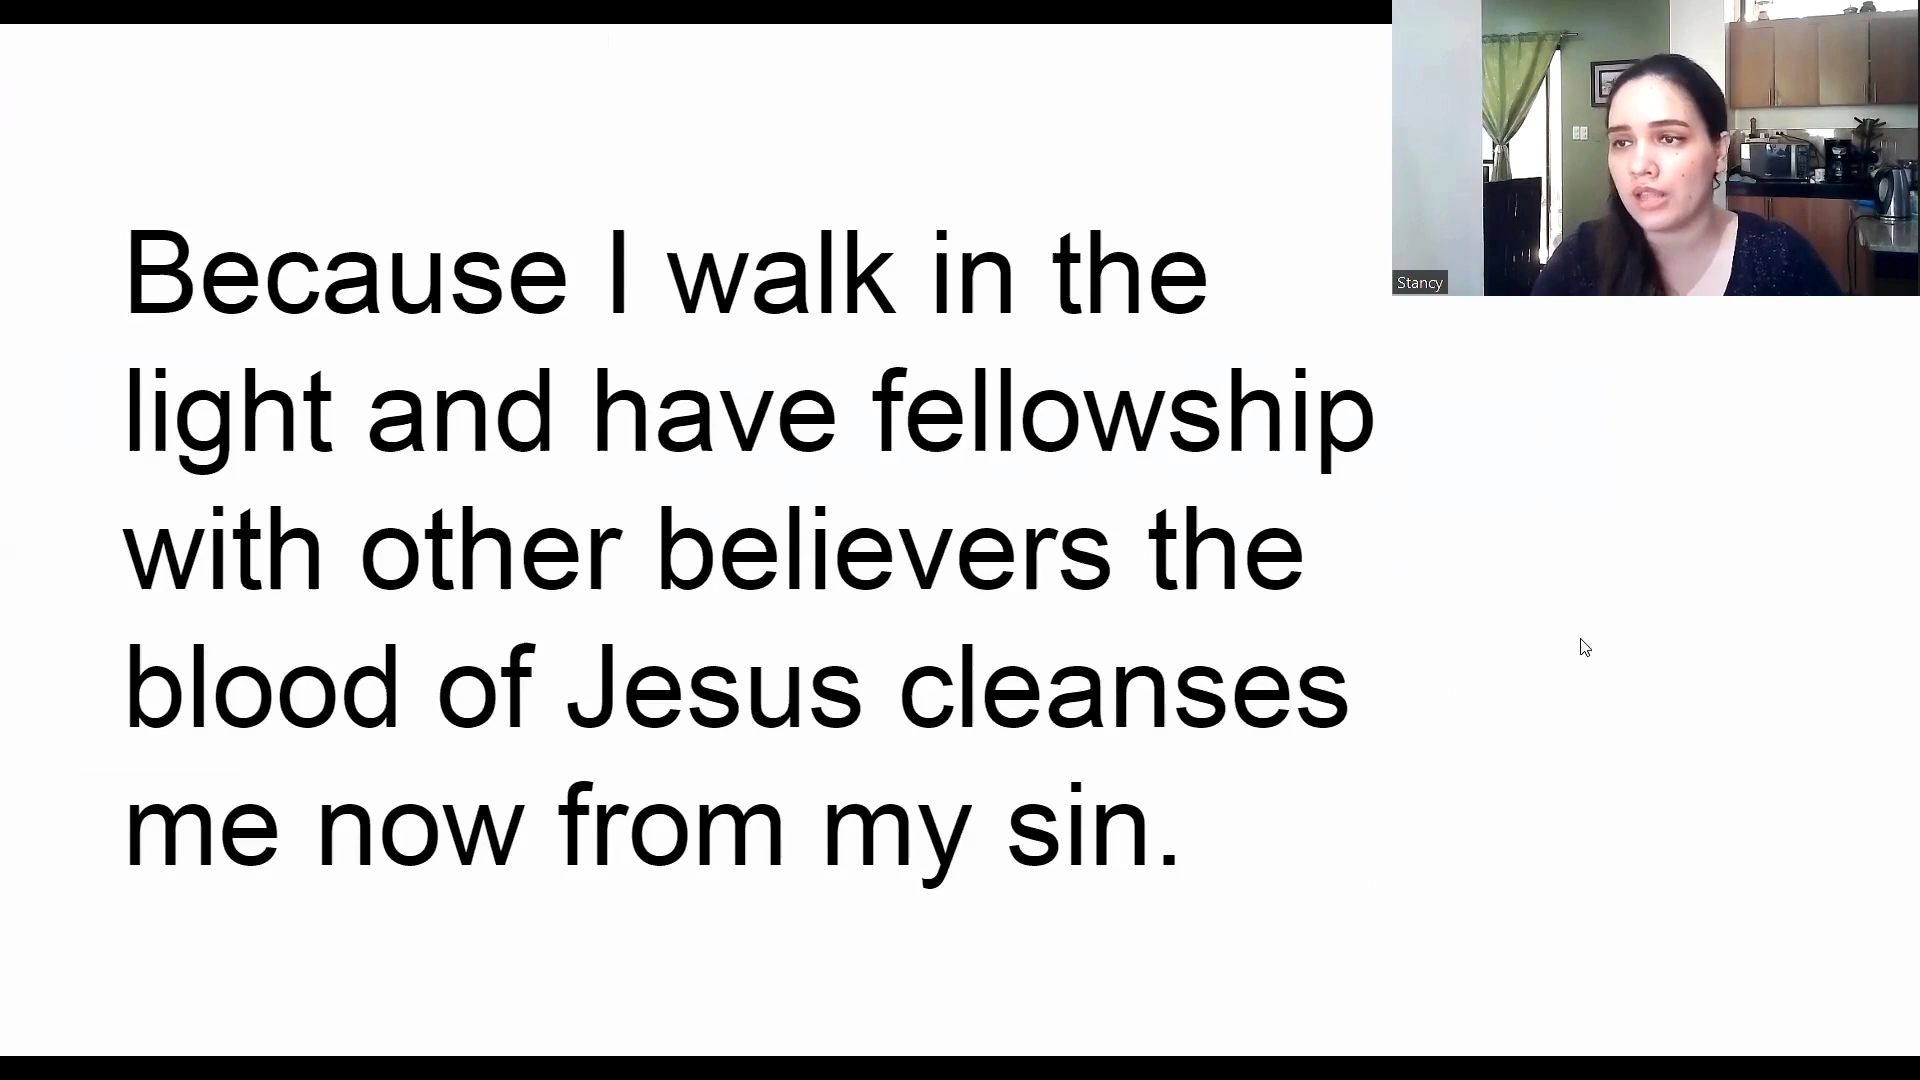 Because I walk in the
light and have fellowship
with other believers the
blood of Jesus cleanses
me now from my sin.
Stancy